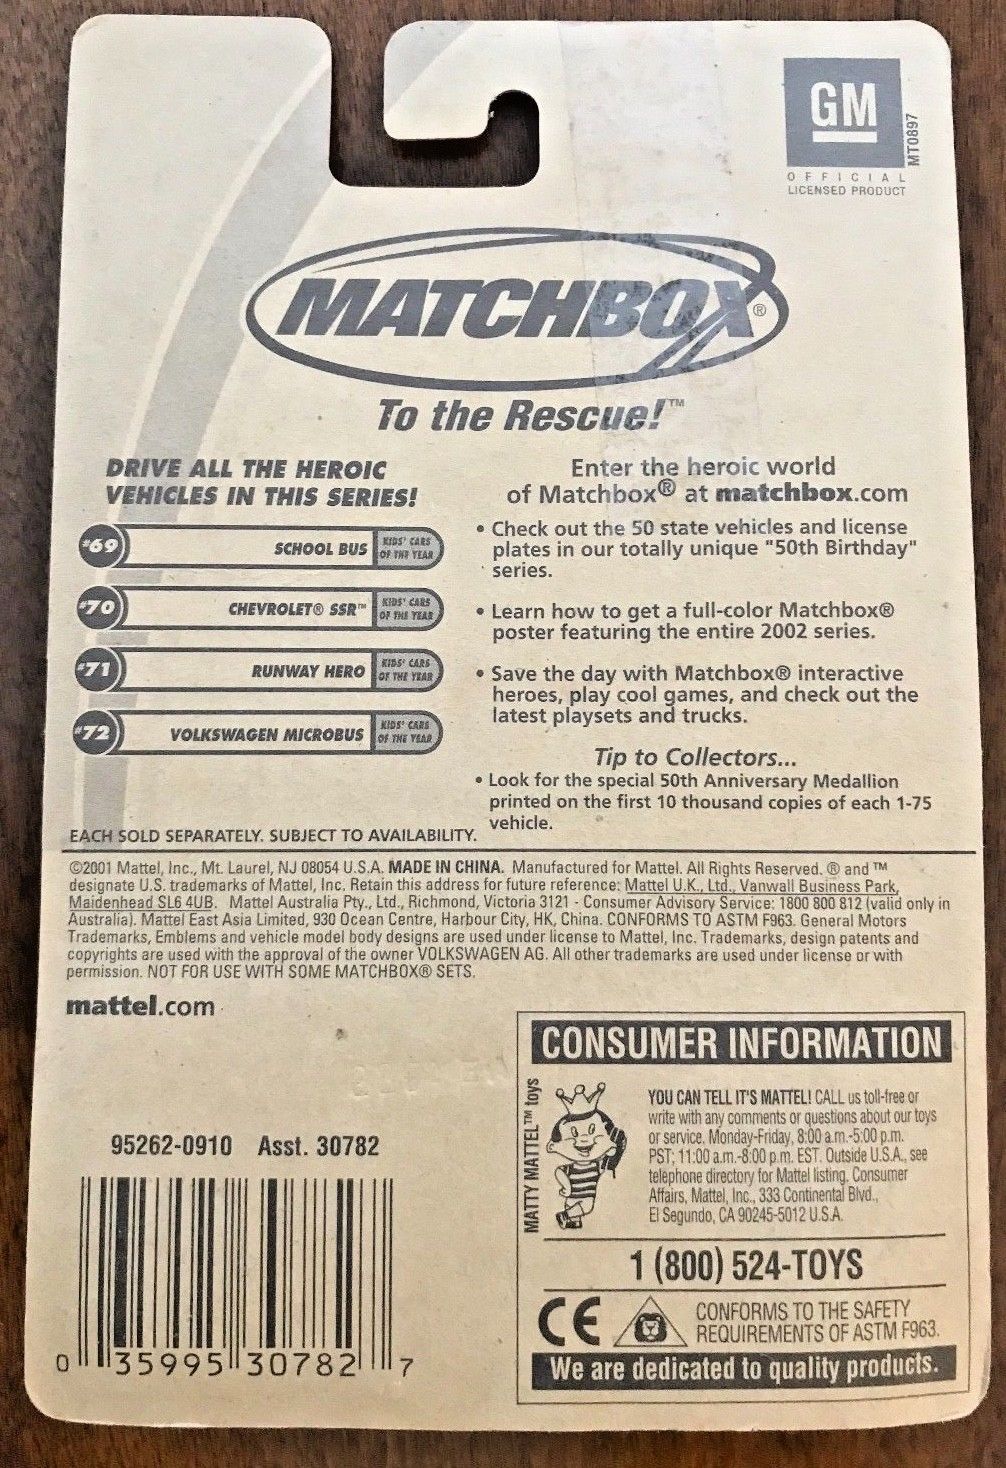 GM
MT0897
OFFICIAL
LICENSED PRODUCT
MATCHBOX®
To the Rescue!™
DRIVE ALL THE HEROIC
VEHICLES IN THIS SERIES!
#69 SCHOOL BUS KIDS' CARS OF THE YEAR
#70 CHEVROLET® SSR™ KIDS' CARS OF THE YEAR
#71 RUNWAY HERO KIDS' CARS OF THE YEAR
#72 VOLKSWAGEN MICROBUS KIDS' CARS OF THE YEAR
Enter the heroic world
of Matchbox® at matchbox.com
• Check out the 50 state vehicles and license
plates in our totally unique "50th Birthday"
series.
• Learn how to get a full-color Matchbox®
poster featuring the entire 2002 series.
• Save the day with Matchbox® interactive
heroes, play cool games, and check out the
latest playsets and trucks.
Tip to Collectors...
• Look for the special 50th Anniversary Medallion
printed on the first 10 thousand copies of each 1-75
vehicle.
EACH SOLD SEPARATELY. SUBJECT TO AVAILABILITY.
©2001 Mattel, Inc., Mt. Laurel, NJ 08054 U.S.A. MADE IN CHINA. Manufactured for Mattel. All Rights Reserved. ® and ™
designate U.S. trademarks of Mattel, Inc. Retain this address for future reference: Mattel U.K., Ltd., Vanwall Business Park,
Maidenhead SL6 4UB. Mattel Australia Pty., Ltd., Richmond, Victoria 3121 - Consumer Advisory Service: 1800 800 812 (valid only in
Australia). Mattel East Asia Limited, 930 Ocean Centre, Harbour City, HK, China. CONFORMS TO ASTM F963. General Motors
Trademarks, Emblems and vehicle model body designs are used under license to Mattel, Inc. Trademarks, design patents and
copyrights are used with the approval of the owner VOLKSWAGEN AG. All other trademarks are used under license or with
permission. NOT FOR USE WITH SOME MATCHBOX® SETS.
mattel.com
95262-0910 Asst. 30782
0 35995 30782 7
CONSUMER INFORMATION
MATTY MATTEL™ toys
YOU CAN TELL IT'S MATTEL! CALL us toll-free or
write with any comments or questions about our toys
or service, Monday-Friday, 8:00 a.m.-5:00 p.m.
PST; 11:00 a.m.-8:00 p.m. EST. Outside U.S.A., see
telephone directory for Mattel listing. Consumer
Affairs, Mattel, Inc., 333 Continental Blvd.,
El Segundo, CA 90245-5012 U.S.A.
1 (800) 524-TOYS
CE
CONFORMS TO THE SAFETY
REQUIREMENTS OF ASTM F963.
We are dedicated to quality products.